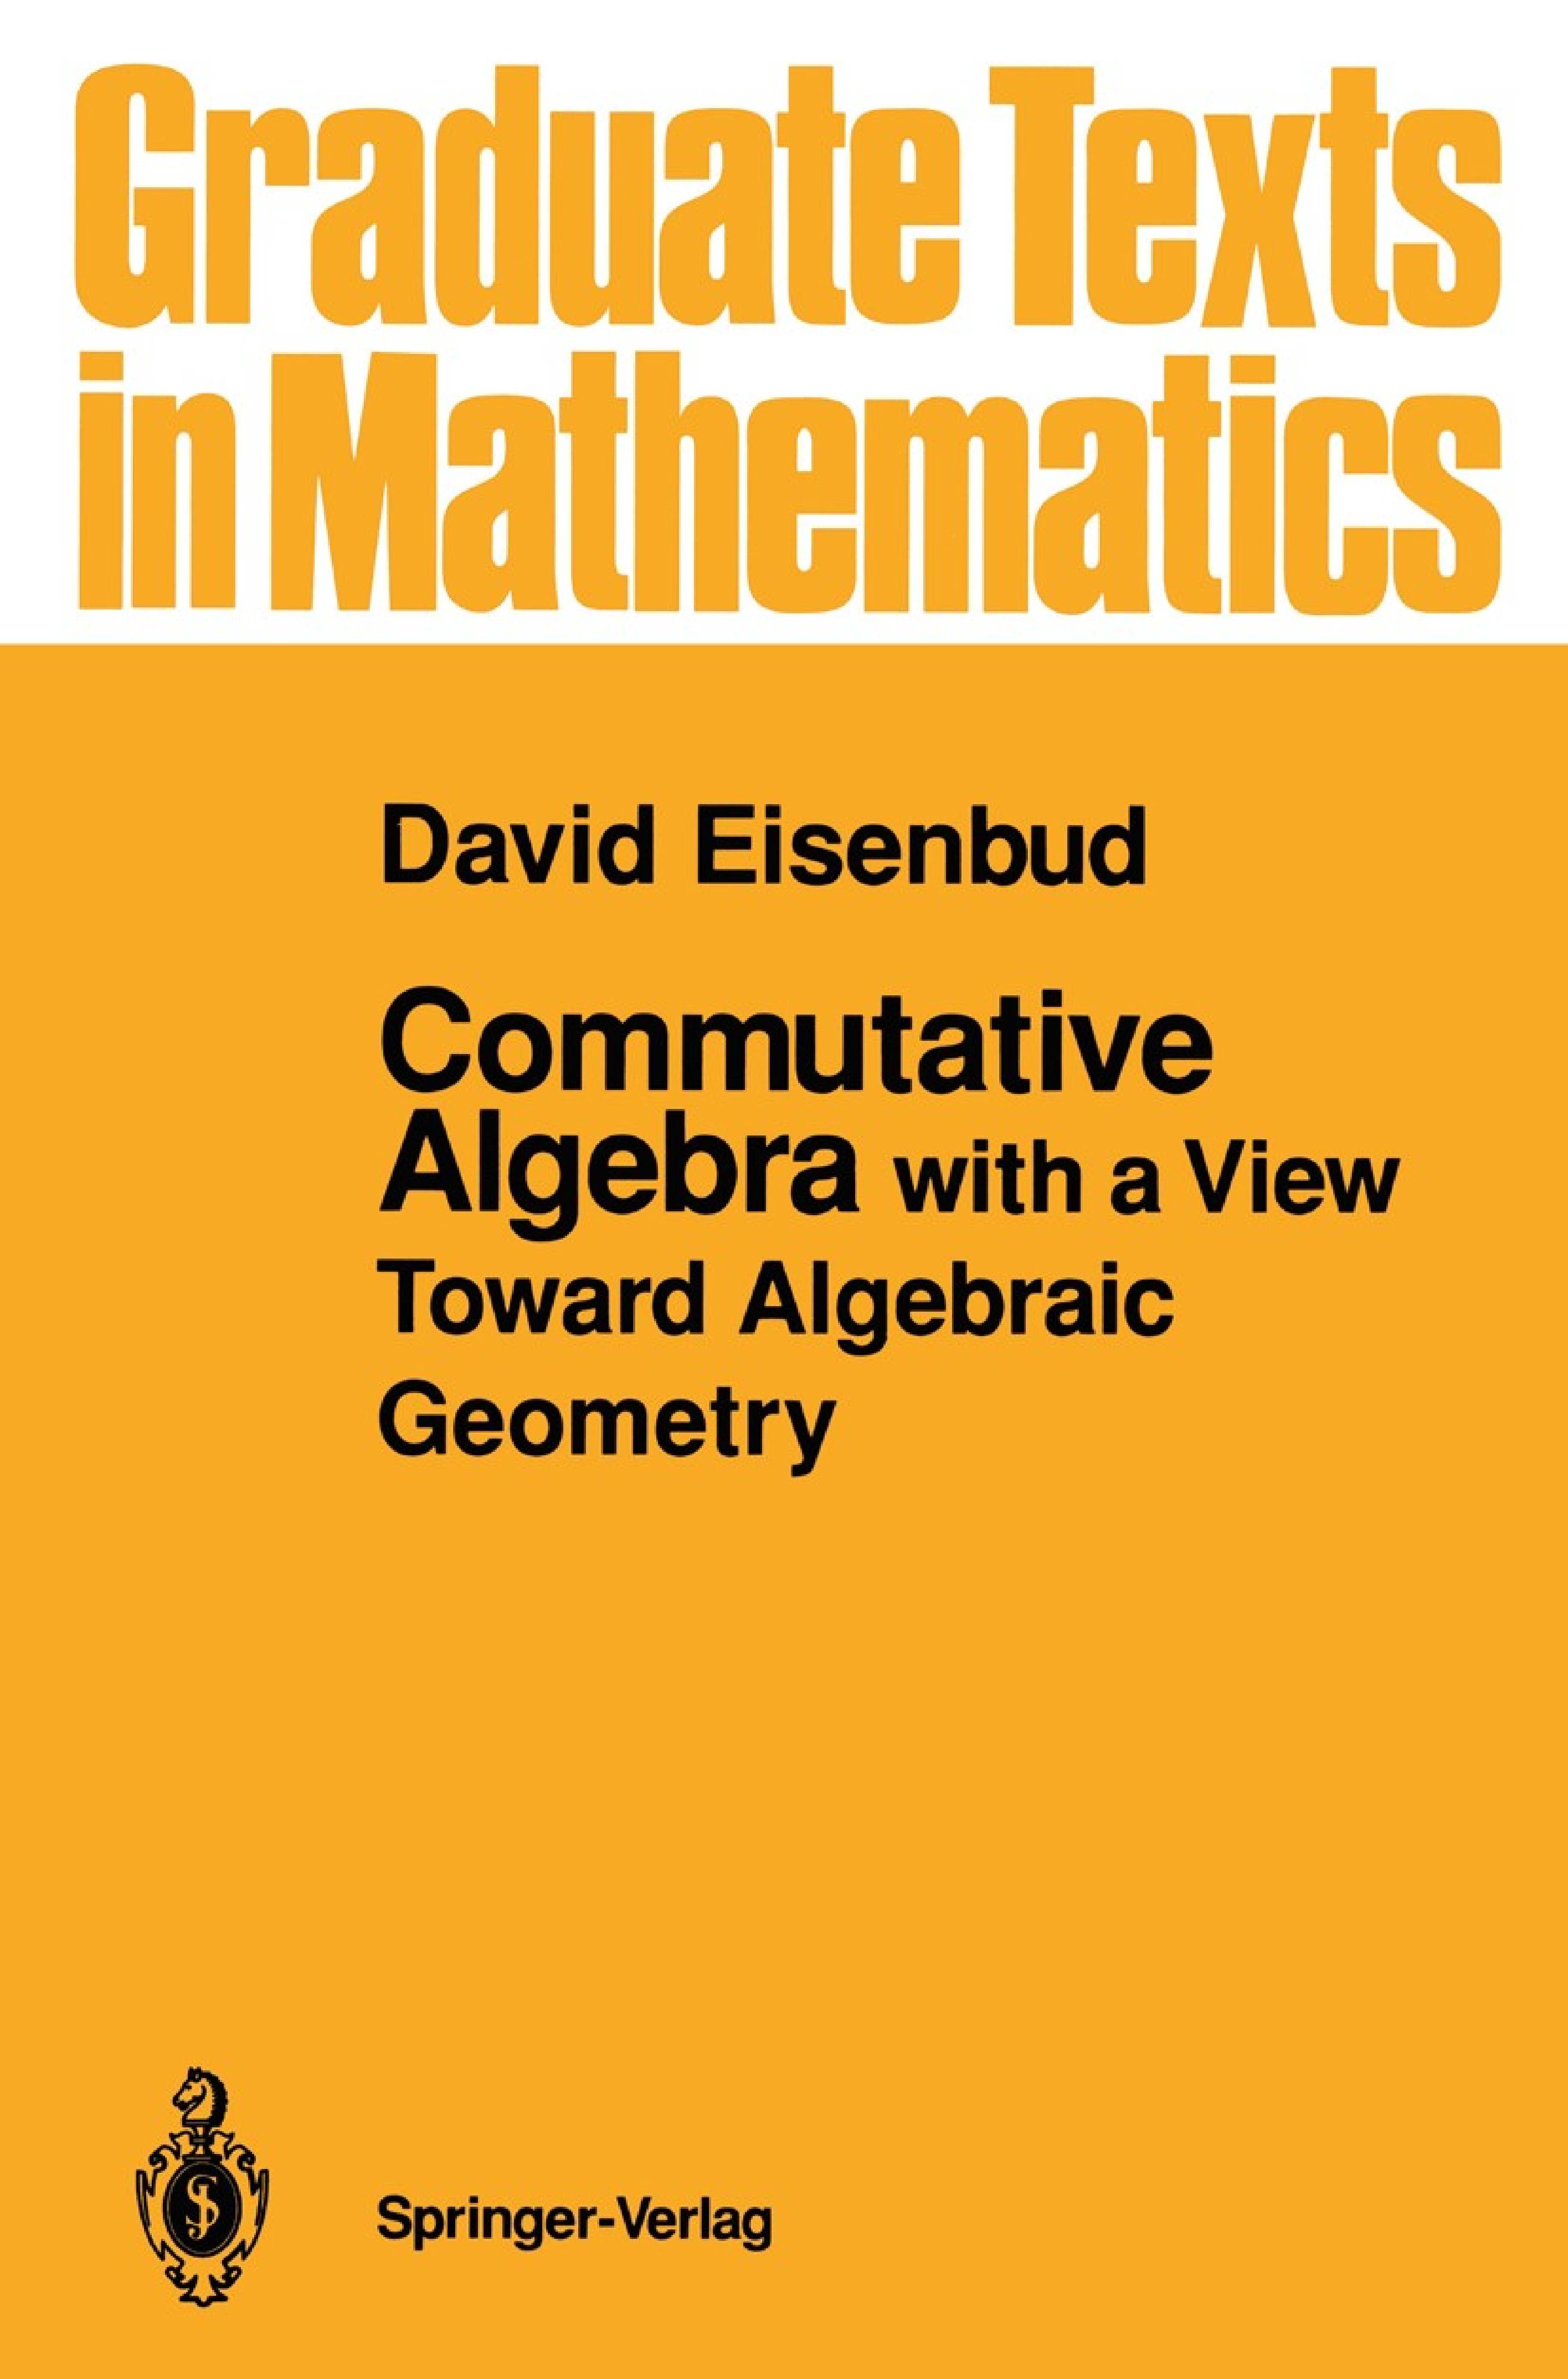 Graduate Texts
in Mathematics
David Eisenbud
Commutative
Algebra with a View
Toward Algebraic
Geometry
Springer-Verlag